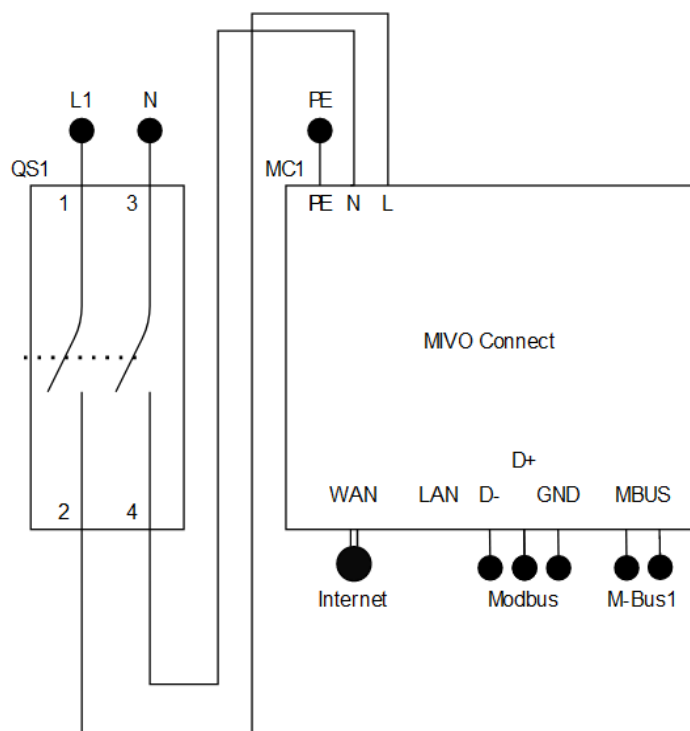 L1 N PE
QS1 MC1
1 3 PE N L
MIVO Connect
D+
WAN LAN D- GND MBUS
2 4
Internet Modbus M-Bus1